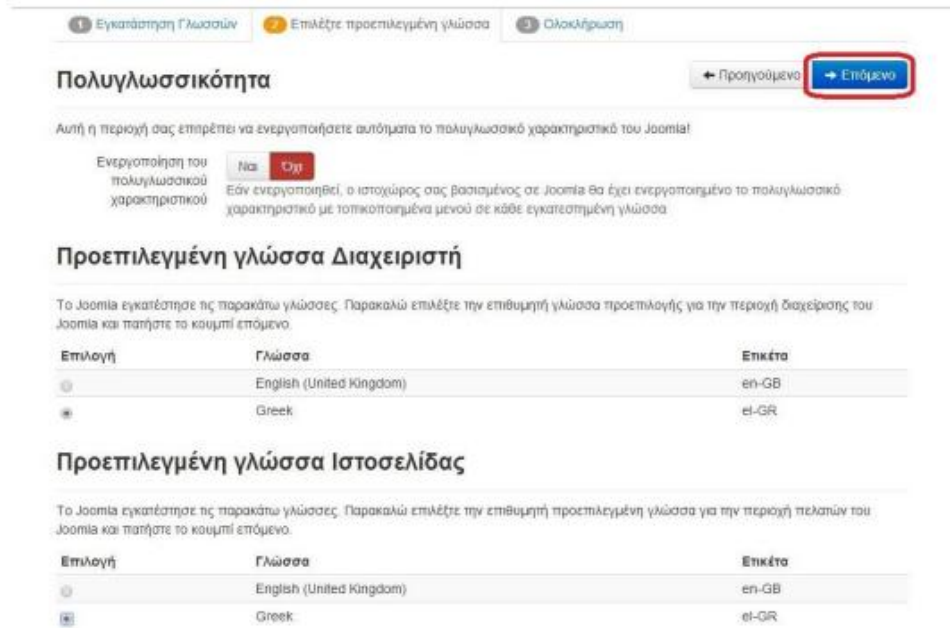 1 Εγκατάσταση Γλωσσών 2 Επιλέξτε προεπιλεγμένη γλώσσα 3 Ολοκλήρωση
Πολυγλωσσικότητα
Προηγούμενο Επόμενο
Αυτή η περιοχή σας επιτρέπει να ενεργοποιήσετε αυτόματα το πολυγλωσσικό χαρακτηριστικό του Joomla!
Ενεργοποίηση του
πολυγλωσσικού
χαρακτηριστικού
Ναι Όχι
Εάν ενεργοποιηθεί, ο ιστοχώρος σας βασισμένος σε Joomla θα έχει ενεργοποιημένο το πολυγλωσσικό
χαρακτηριστικό με τοπικοποιημένα μενού σε κάθε εγκατεστημένη γλώσσα
Προεπιλεγμένη γλώσσα Διαχειριστή
Το Joomla εγκατέστησε τις παρακάτω γλώσσες. Παρακαλώ επιλέξτε την επιθυμητή γλώσσα προεπιλογής για την περιοχή διαχείρισης του
Joomla και πατήστε το κουμπί επόμενο.
Επιλογή Γλώσσα Ετικέτα
English (United Kingdom) en-GB
Greek el-GR
Προεπιλεγμένη γλώσσα Ιστοσελίδας
Το Joomla εγκατέστησε τις παρακάτω γλώσσες. Παρακαλώ επιλέξτε την επιθυμητή προεπιλεγμένη γλώσσα για την περιοχή πελατών του
Joomla και πατήστε το κουμπί επόμενο.
Επιλογή Γλώσσα Ετικέτα
English (United Kingdom) en-GB
Greek el-GR